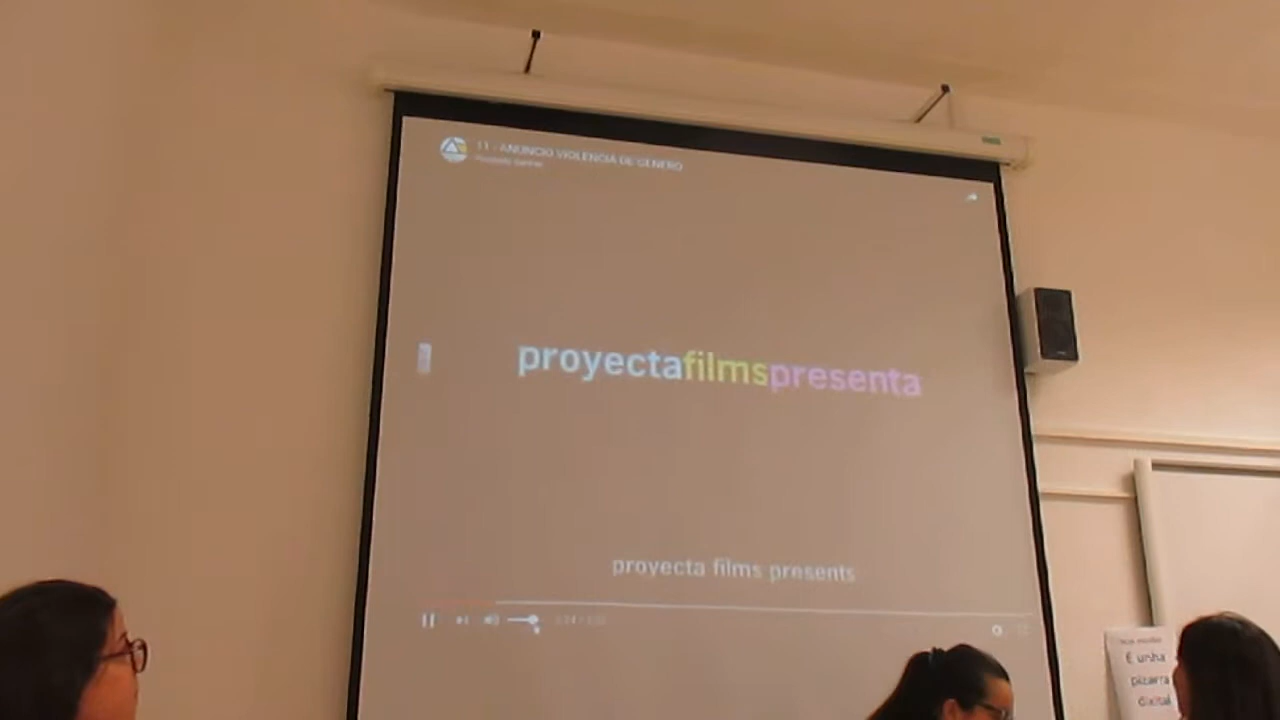 11 - ANUNCIO VIOLENCIA DE GENERO
proyectafilmspresenta
proyecta films presents
É unha
pizarra
dixital